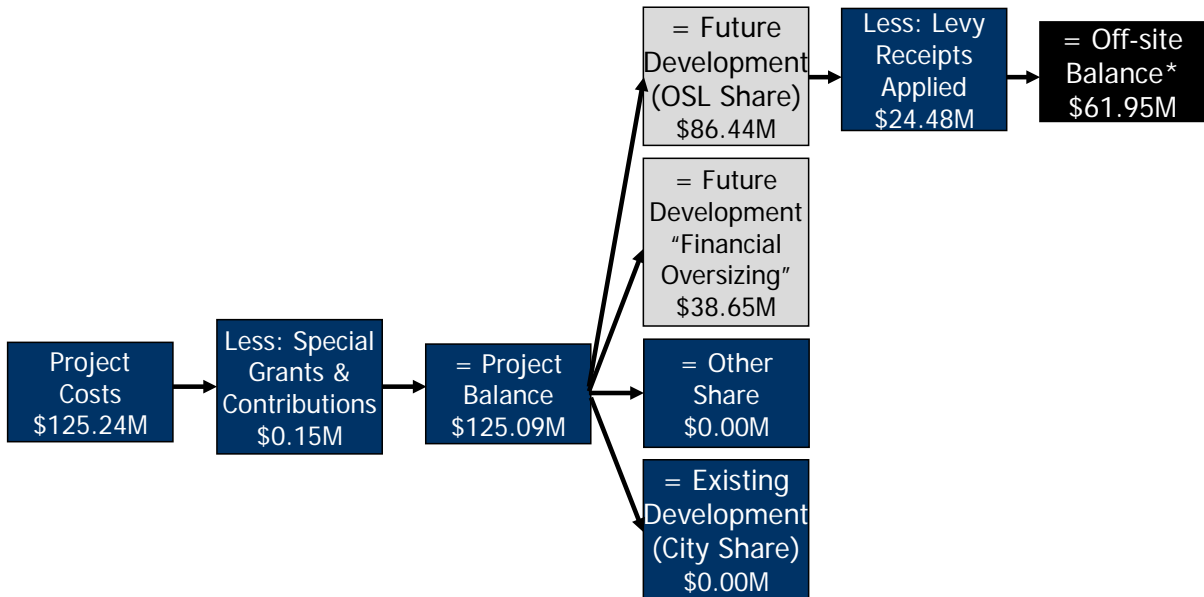 Project
Costs
$125.24M
Less: Special
Grants &
Contributions
$0.15M
= Project
Balance
$125.09M
= Future
Development
(OSL Share)
$86.44M
= Future
Development
"Financial
Oversizing"
$38.65M
= Other
Share
$0.00M
= Existing
Development
(City Share)
$0.00M
Less: Levy
Receipts
Applied
$24.48M
= Off-site
Balance*
$61.95M